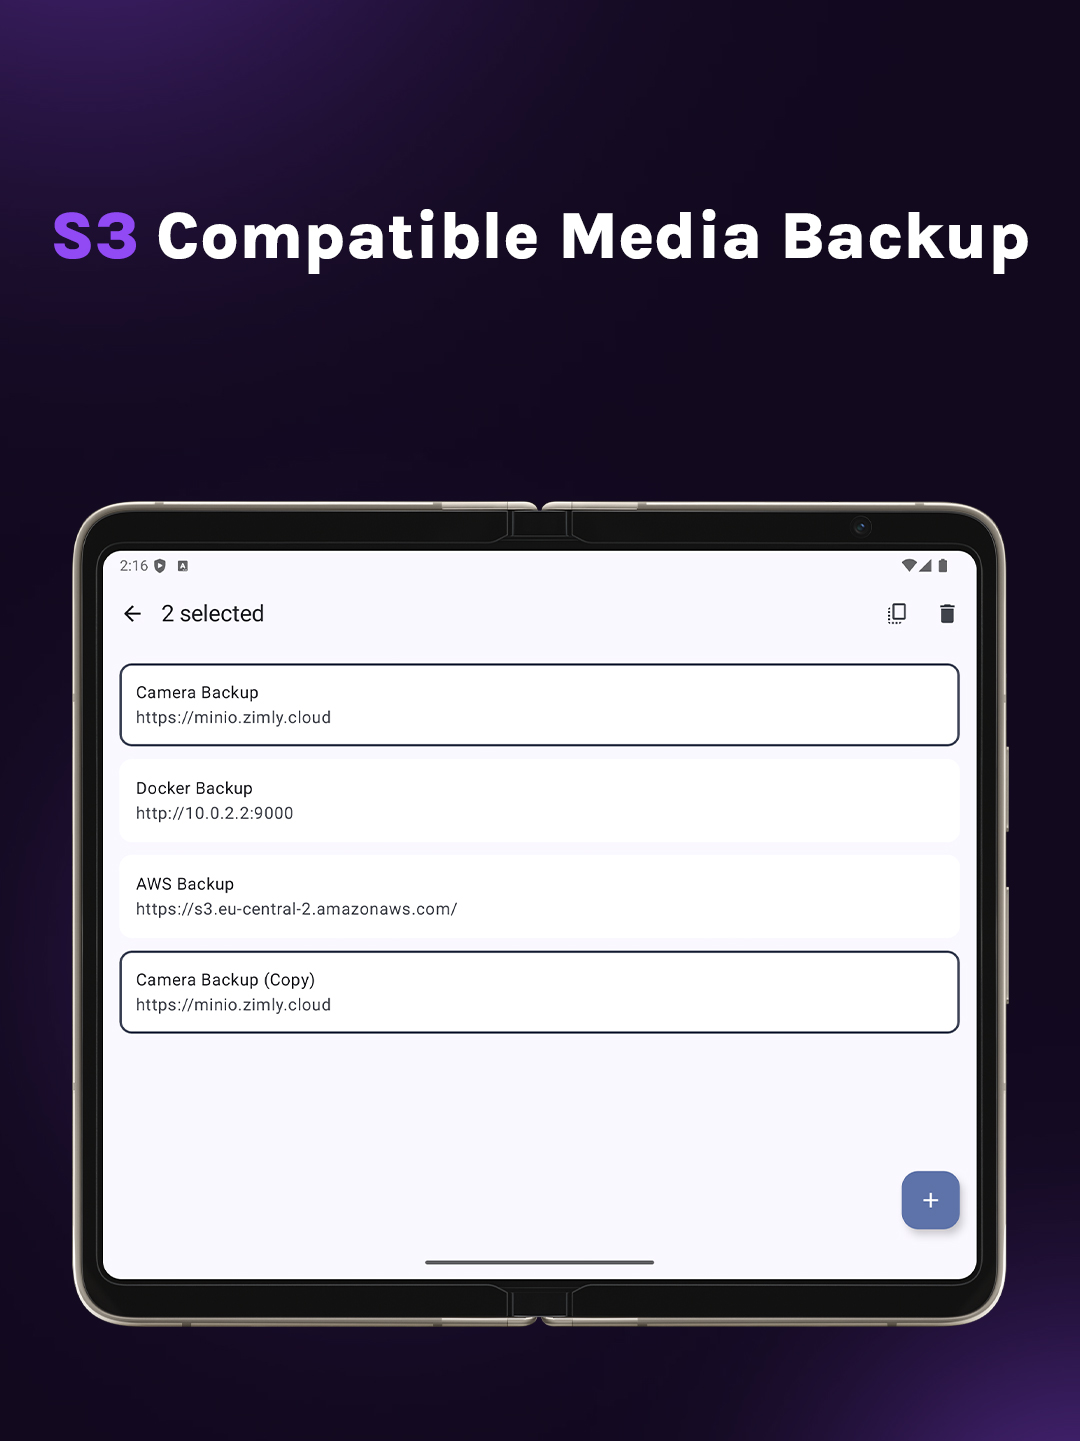 S3 Compatible Media Backup
2:16
2 selected
Camera Backup
https://minio.zimly.cloud
Docker Backup
http://10.0.2.2:9000
AWS Backup
https://s3.eu-central-2.amazonaws.com/
Camera Backup (Copy)
https://minio.zimly.cloud